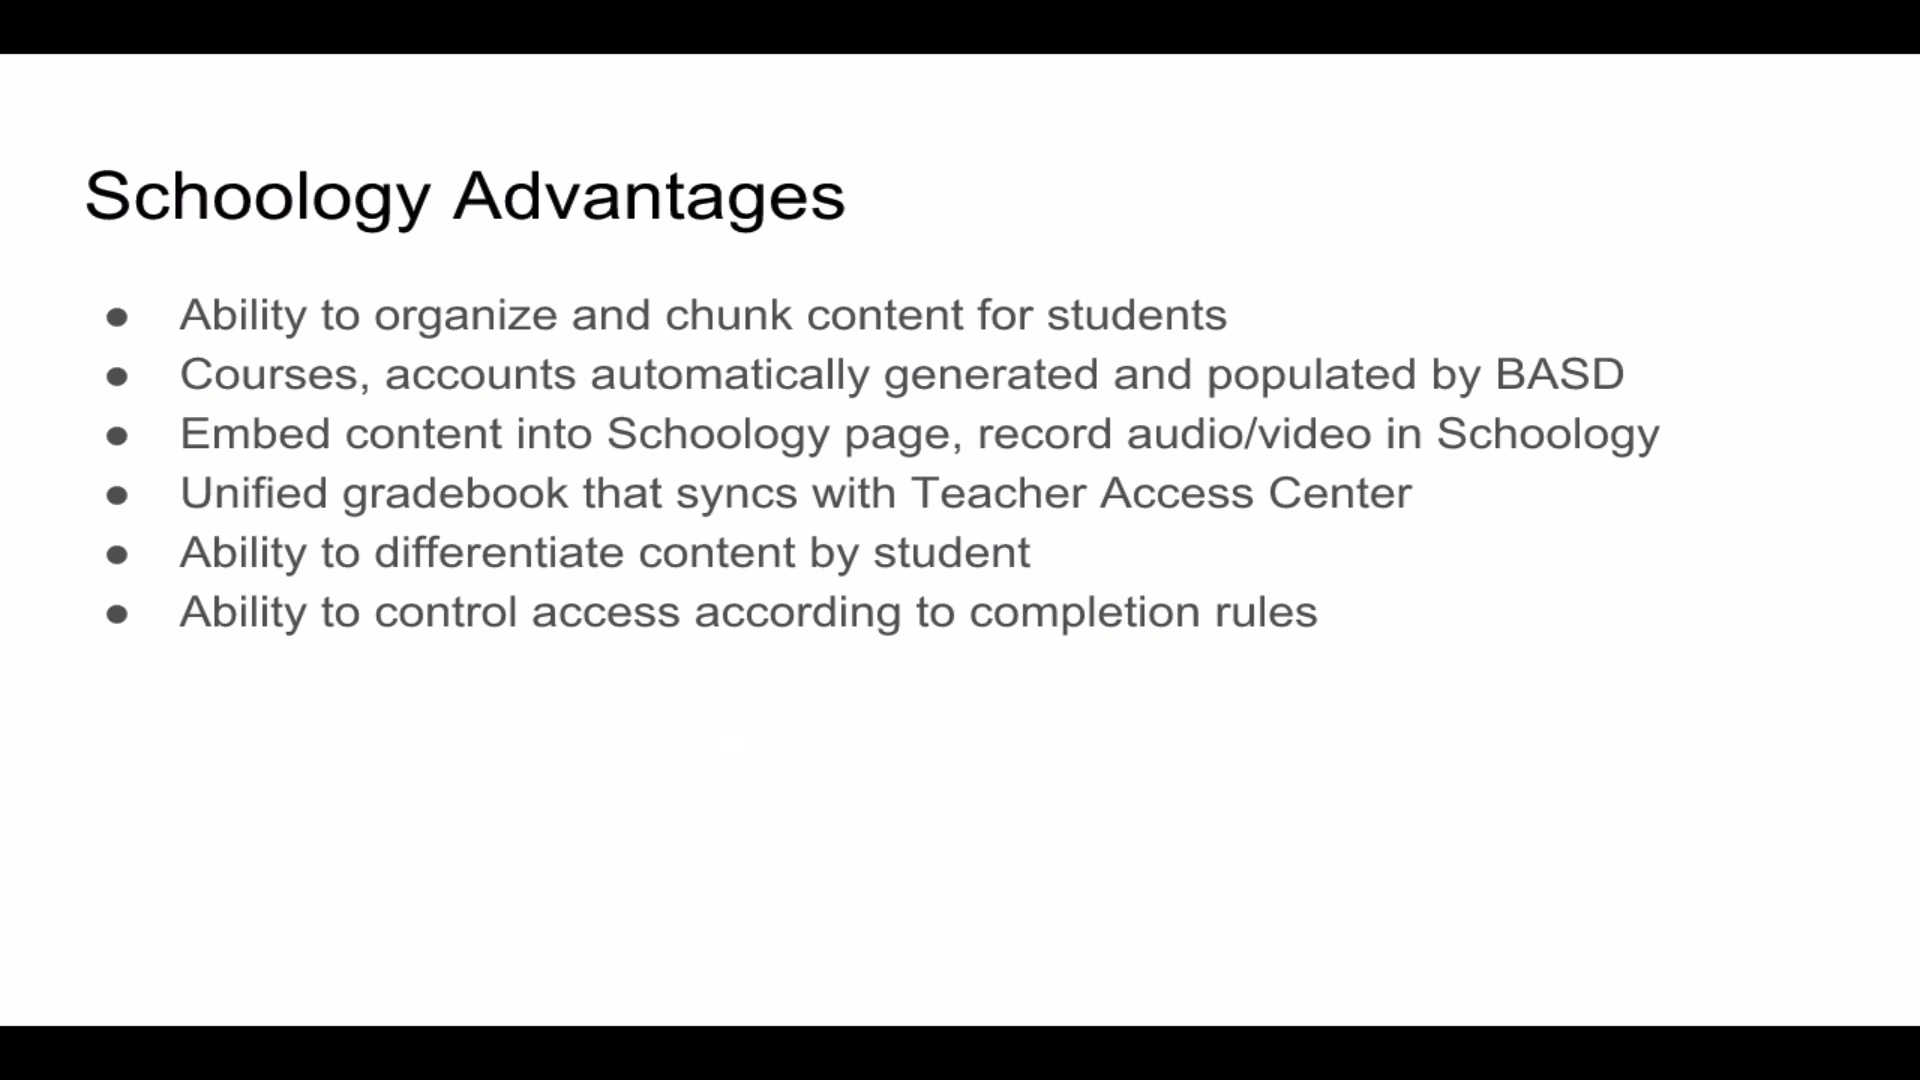 Schoology Advantages
● Ability to organize and chunk content for students
● Courses, accounts automatically generated and populated by BASD
● Embed content into Schoology page, record audio/video in Schoology
● Unified gradebook that syncs with Teacher Access Center
● Ability to differentiate content by student
● Ability to control access according to completion rules